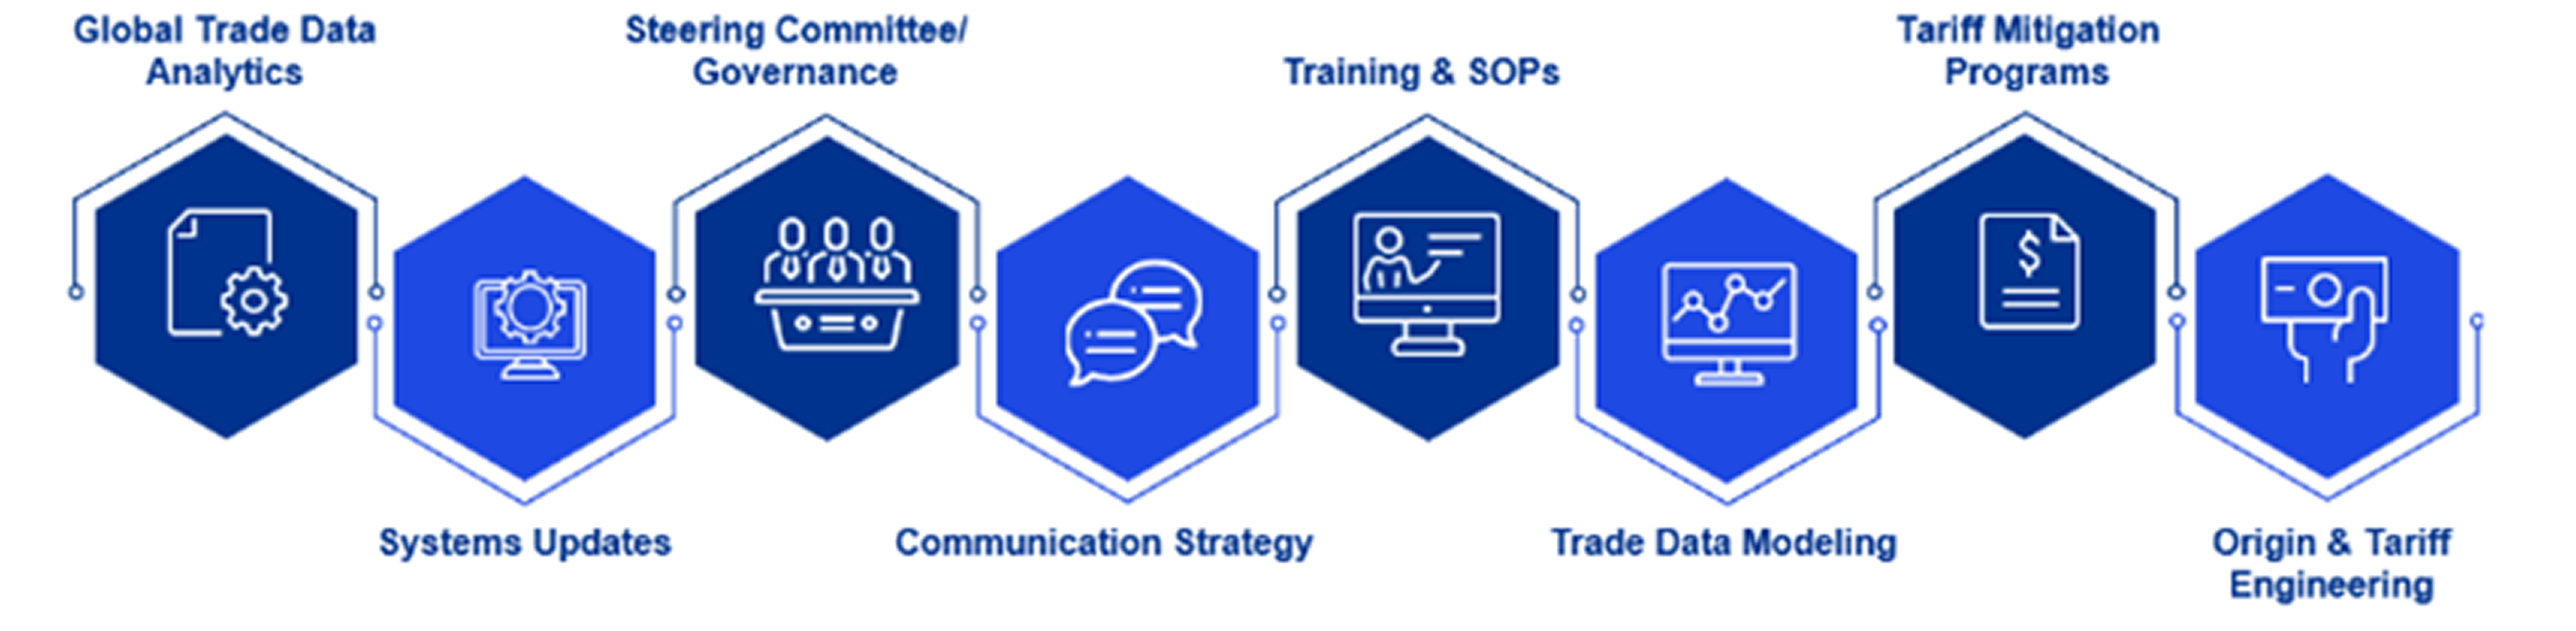 Global Trade Data
Analytics
Systems Updates
Steering Committee/
Governance
Communication Strategy
Training & SOPs
Trade Data Modeling
Tariff Mitigation
Programs
$
Origin & Tariff
Engineering